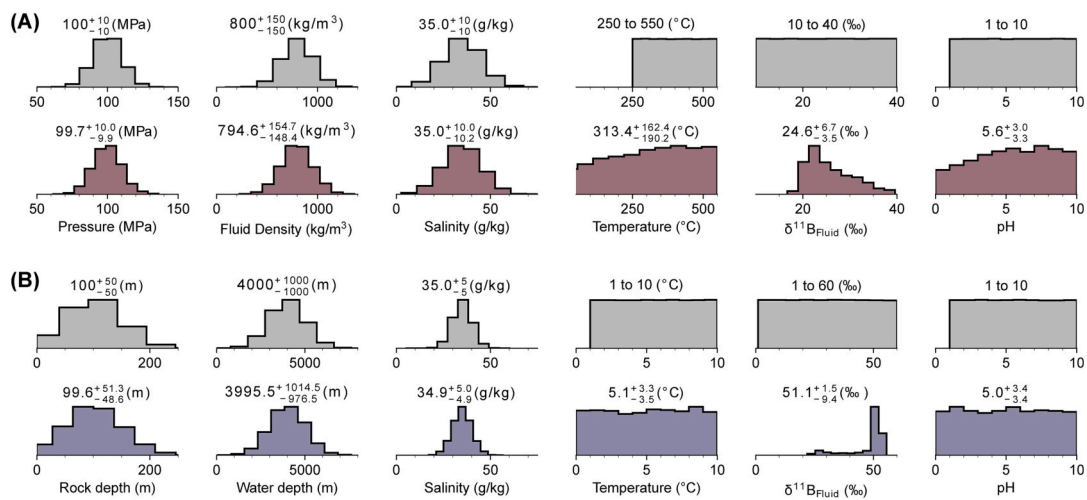 (A)
100 +10 -10 (MPa)
800 +150 -150 (kg/m³)
35.0 +10 -10 (g/kg)
250 to 550 (°C)
10 to 40 (‰)
1 to 10
50 100 150
0 1000
0 50
250 500
20 40
0 5 10
99.7 +10.0 -9.9 (MPa)
794.6 +154.7 -148.4 (kg/m³)
35.0 +10.0 -10.2 (g/kg)
313.4 +162.4 -190.2 (°C)
24.6 +6.7 -3.5 (‰)
5.6 +3.0 -3.3
50 100 150
0 1000
0 50
250 500
20 40
0 5 10
Pressure (MPa)
Fluid Density (kg/m³)
Salinity (g/kg)
Temperature (°C)
δ¹¹B Fluid (‰)
pH
(B)
100 +50 -50 (m)
4000 +1000 -1000 (m)
35.0 +5 -5 (g/kg)
1 to 10 (°C)
1 to 60 (‰)
1 to 10
0 200
0 5000
0 50
0 5 10
0 50
0 5 10
99.6 +51.3 -48.6 (m)
3995.5 +1014.5 -976.5 (m)
34.9 +5.0 -4.9 (g/kg)
5.1 +3.3 -3.5 (°C)
51.1 +1.5 -9.4 (‰)
5.0 +3.4 -3.4
0 200
0 5000
0 50
0 5 10
0 50
0 5 10
Rock depth (m)
Water depth (m)
Salinity (g/kg)
Temperature (°C)
δ¹¹B Fluid (‰)
pH